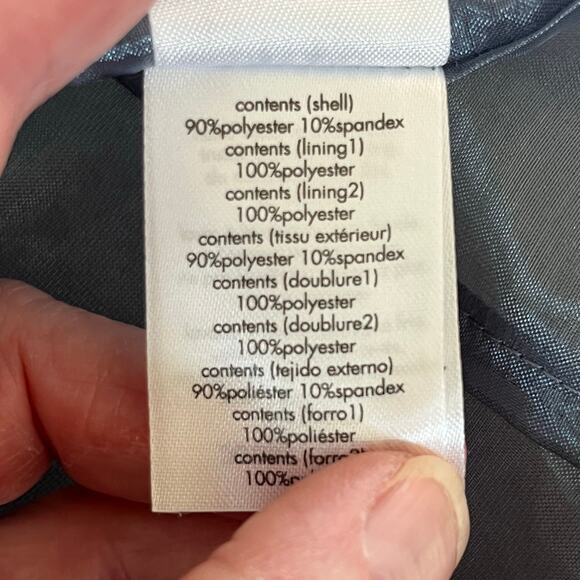 contents (shell)
90%polyester 10%spandex
contents (lining1)
100%polyester
contents (lining2)
100%polyester
contents (tissu extérieur)
90%polyester 10%spandex
contents (doublure1)
100%polyester
contents (doublure2)
100%polyester
contents (tejido externo)
90%poliéster 10%spandex
contents (forro1)
100%poliéster
contents